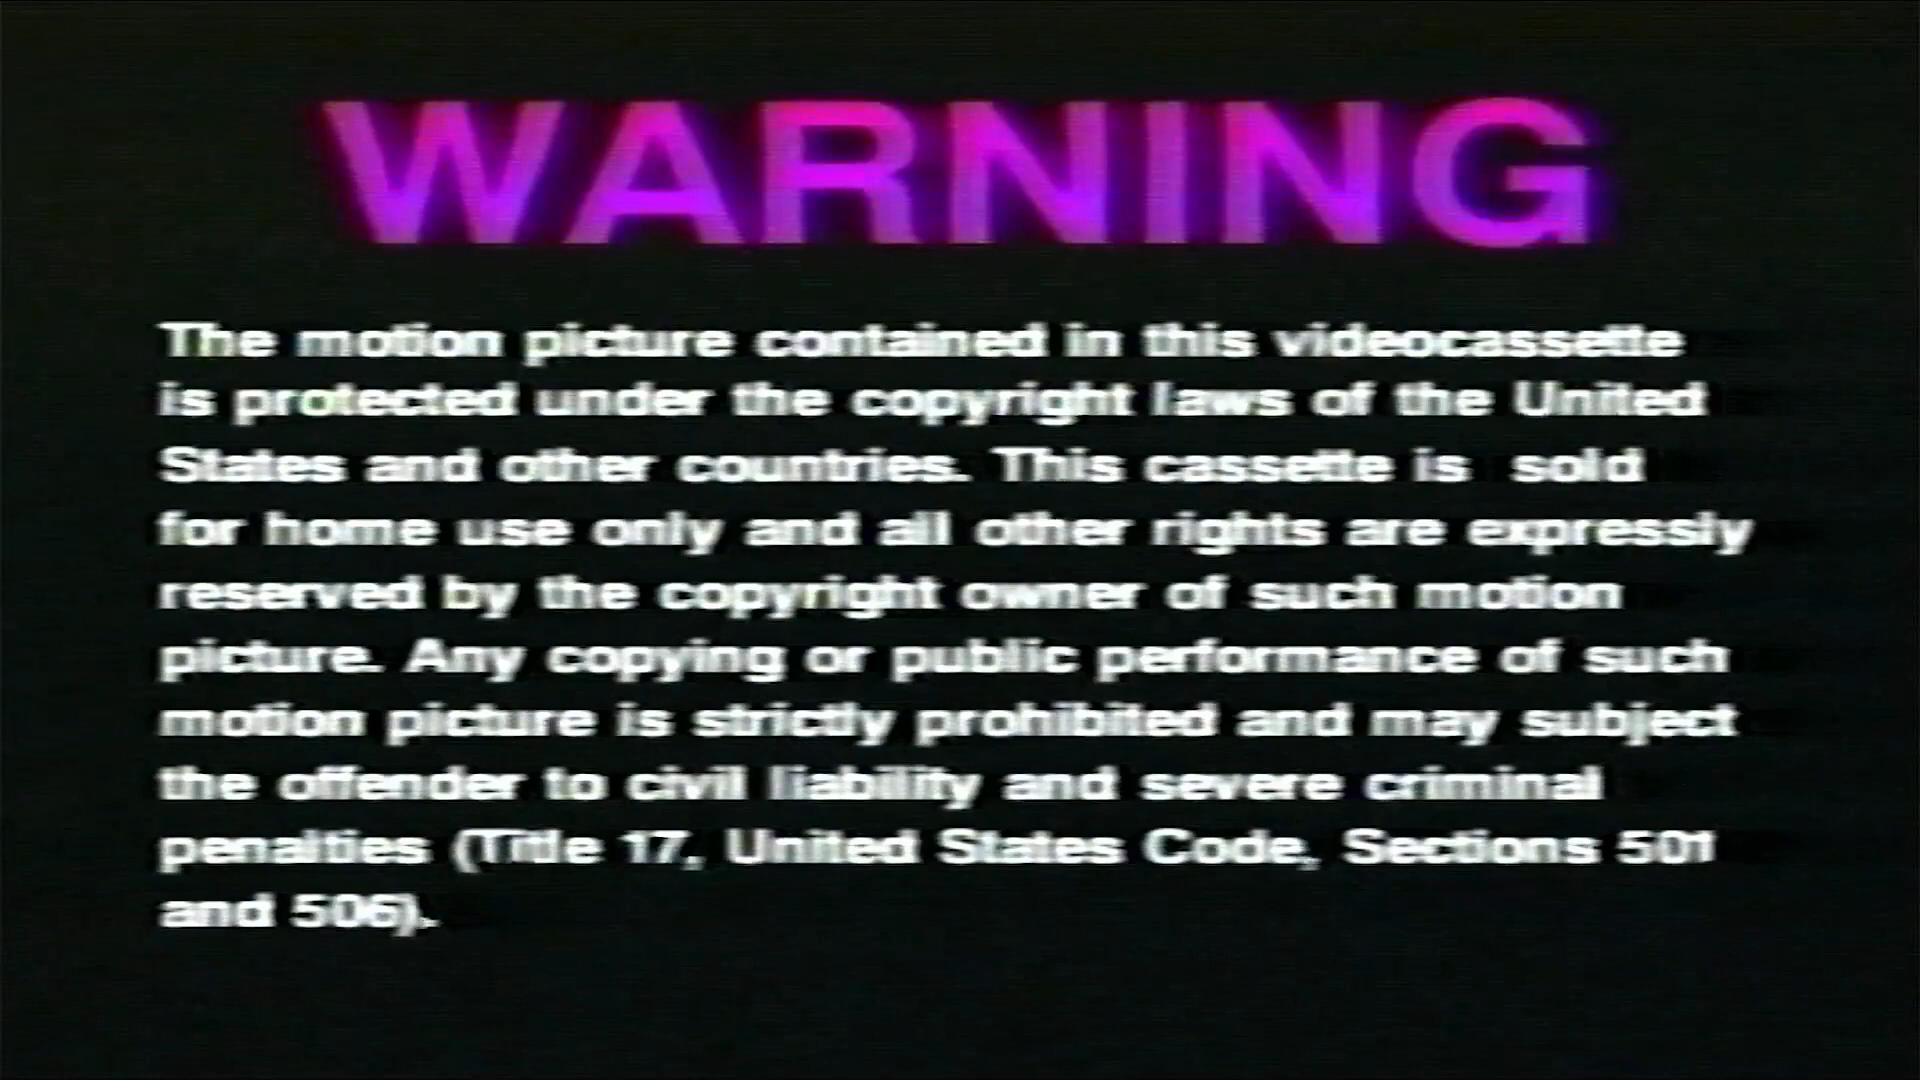 WARNING
The motion picture contained in this videocassette
is protected under the copyright laws of the United
States and other countries. This cassette is sold
for home use only and all other rights are expressly
reserved by the copyright owner of such motion
picture. Any copying or public performance of such
motion picture is strictly prohibited and may subject
the offender to civil liability and severe criminal
penalties (Title 17, United States Code, Sections 501
and 506).